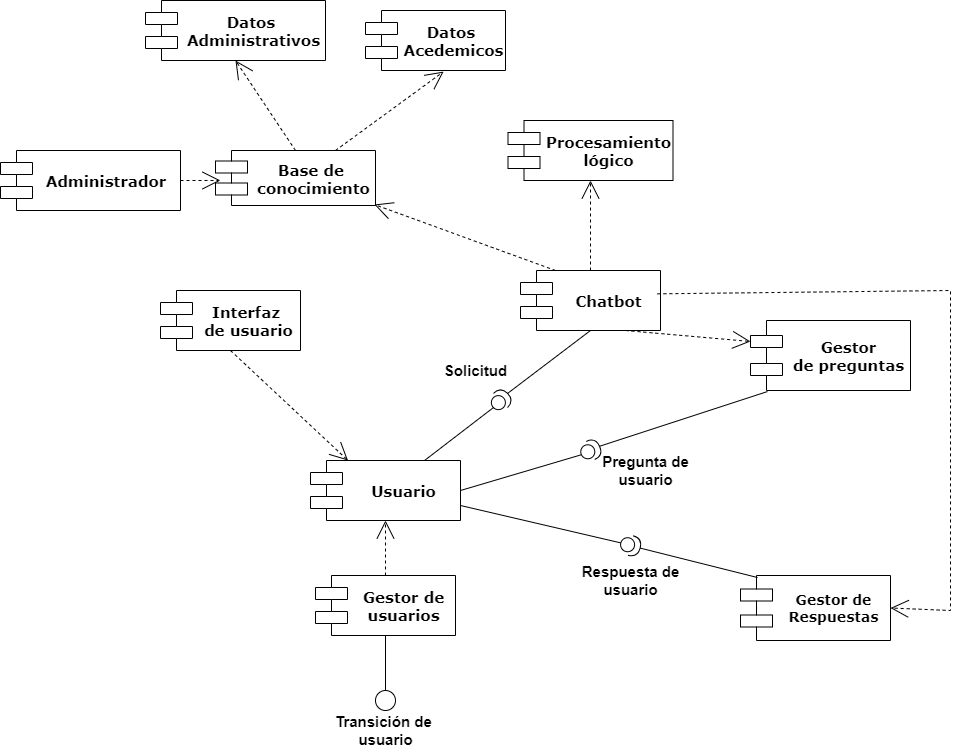 Datos
Administrativos
Datos
Acedemicos
Procesamiento
lógico
Administrador
Base de
conocimiento
Chatbot
Interfaz
de usuario
Gestor
de preguntas
Solicitud
Pregunta de
usuario
Usuario
Respuesta de
usuario
Gestor de
usuarios
Gestor de
Respuestas
Transición de
usuario